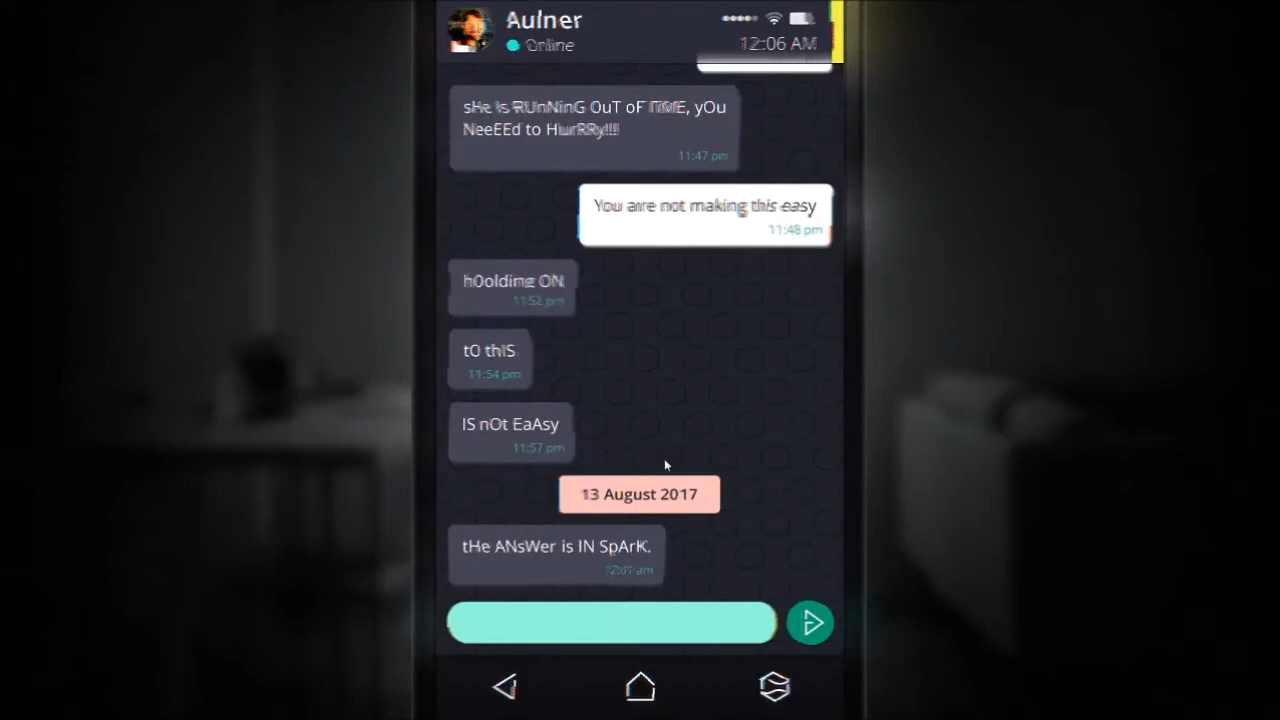 Aulner
Online
12:06 AM
sHe Is RUnNinG OuT oF TIME, yOu
NeeEEd to HurRRy!!!
11:47 pm
You are not making this easy
11:48 pm
h0olding ON
11:52 pm
tO thIS
11:54 pm
IS nOt EaAsy
11:57 pm
13 August 2017
tHe ANsWer is IN SpArK.
am